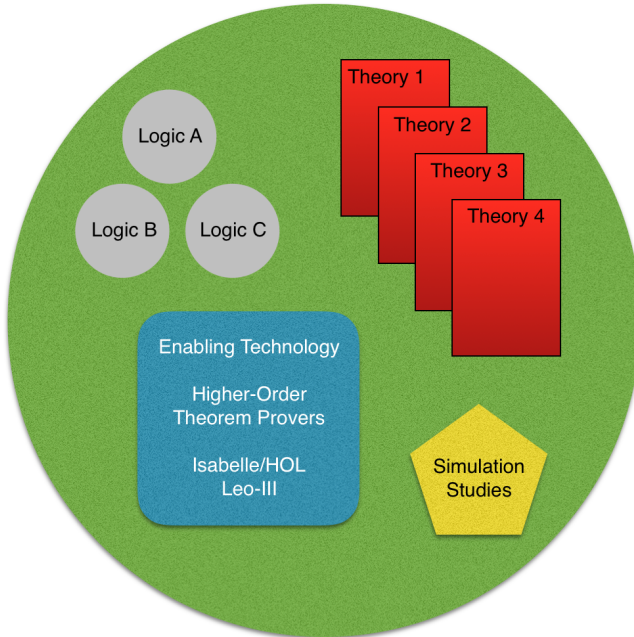 Theory 1
Theory 2
Theory 3
Theory 4
Logic A
Logic B
Logic C
Enabling Technology
Higher-Order
Theorem Provers
Isabelle/HOL
Leo-III
Simulation
Studies